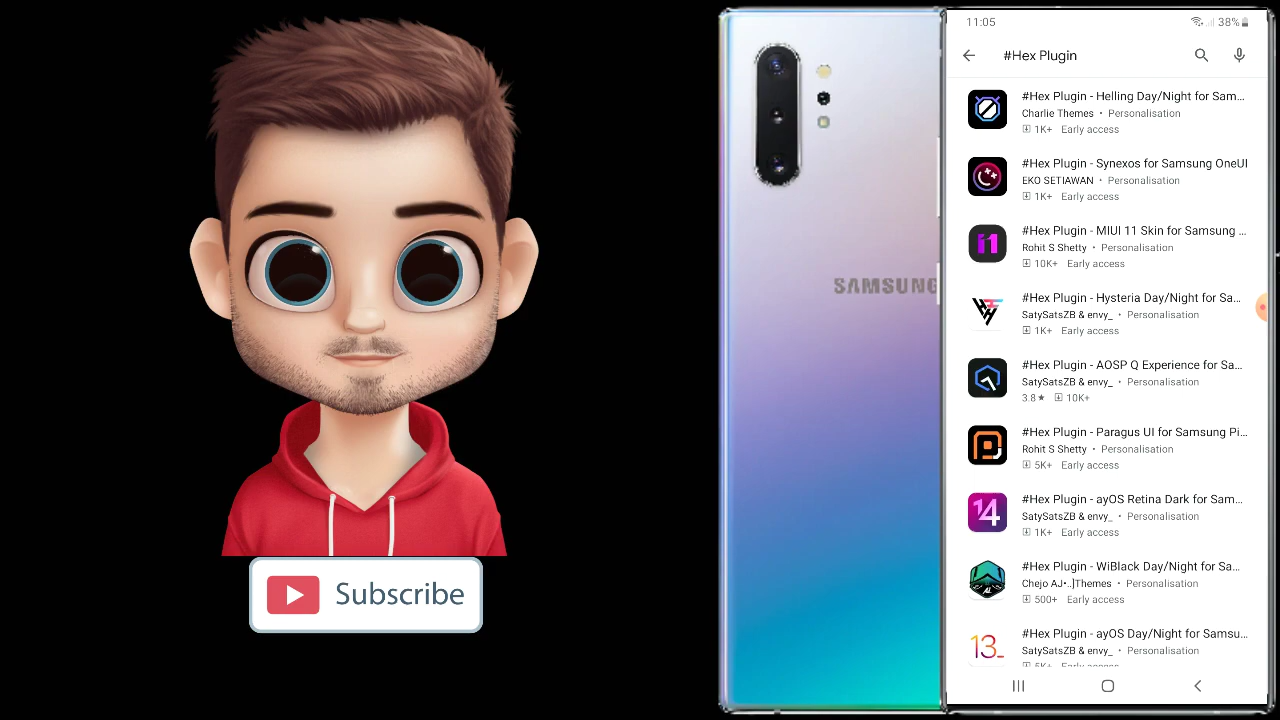 Subscribe
SAMSUNG
11:05
38%
#Hex Plugin
#Hex Plugin - Helling Day/Night for Sam...
Charlie Themes • Personalisation
1K+ Early access
#Hex Plugin - Synexos for Samsung OneUI
EKO SETIAWAN • Personalisation
1K+ Early access
#Hex Plugin - MIUI 11 Skin for Samsung ...
Rohit S Shetty • Personalisation
10K+ Early access
#Hex Plugin - Hysteria Day/Night for Sa...
SatySatsZB & envy_ • Personalisation
1K+ Early access
#Hex Plugin - AOSP Q Experience for Sa...
SatySatsZB & envy_ • Personalisation
3.8★ 10K+
#Hex Plugin - Paragus UI for Samsung Pi...
Rohit S Shetty • Personalisation
5K+ Early access
14
#Hex Plugin - ayOS Retina Dark for Sam...
SatySatsZB & envy_ • Personalisation
1K+ Early access
#Hex Plugin - WiBlack Day/Night for Sa...
Chejo AJ•..]Themes • Personalisation
500+ Early access
13_
#Hex Plugin - ayOS Day/Night for Samsu...
SatySatsZB & envy_ • Personalisation
5K+ Early access